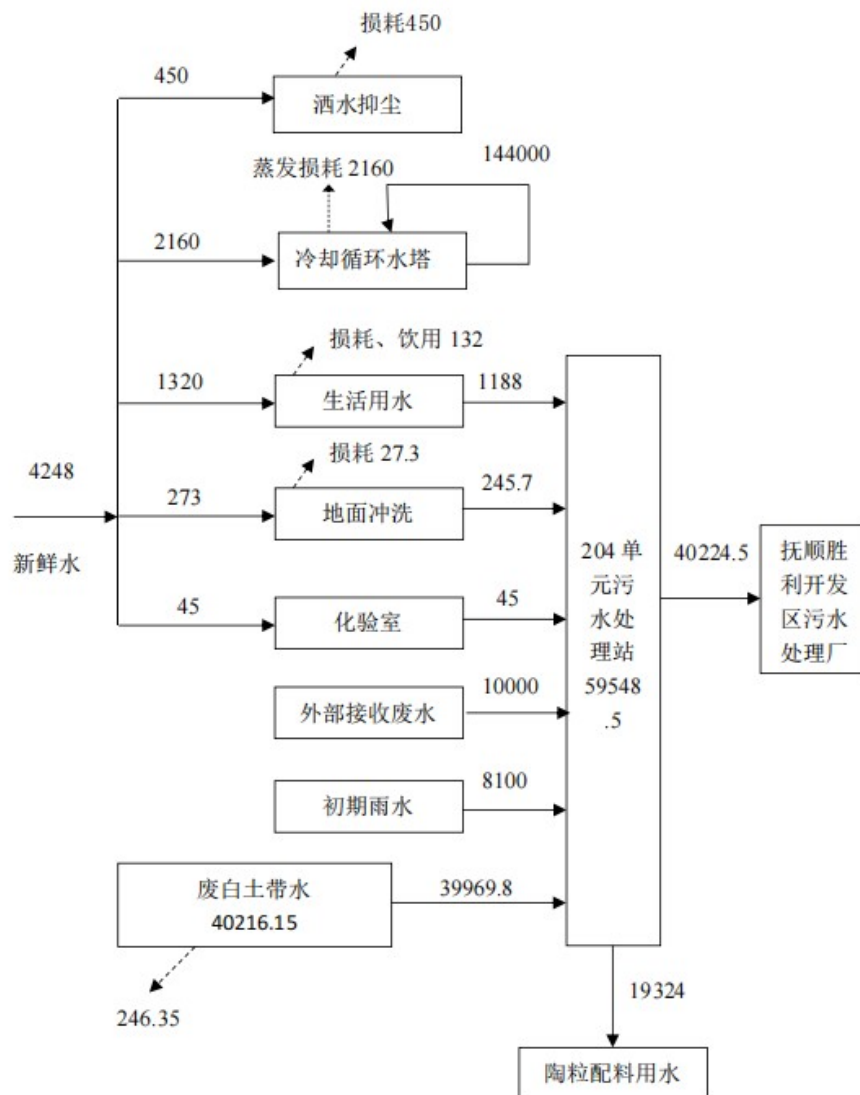 损耗450
450
洒水抑尘
蒸发损耗 2160
144000
2160
冷却循环水塔
损耗、饮用 132
1320
生活用水
1188
损耗 27.3
4248
273
地面冲洗
245.7
新鲜水
45
化验室
45
外部接收废水
10000
初期雨水
8100
废白土带水
40216.15
39969.8
246.35
204 单
元污
水处
理站
59548
.5
40224.5
抚顺胜
利开发
区污水
处理厂
19324
陶粒配料用水